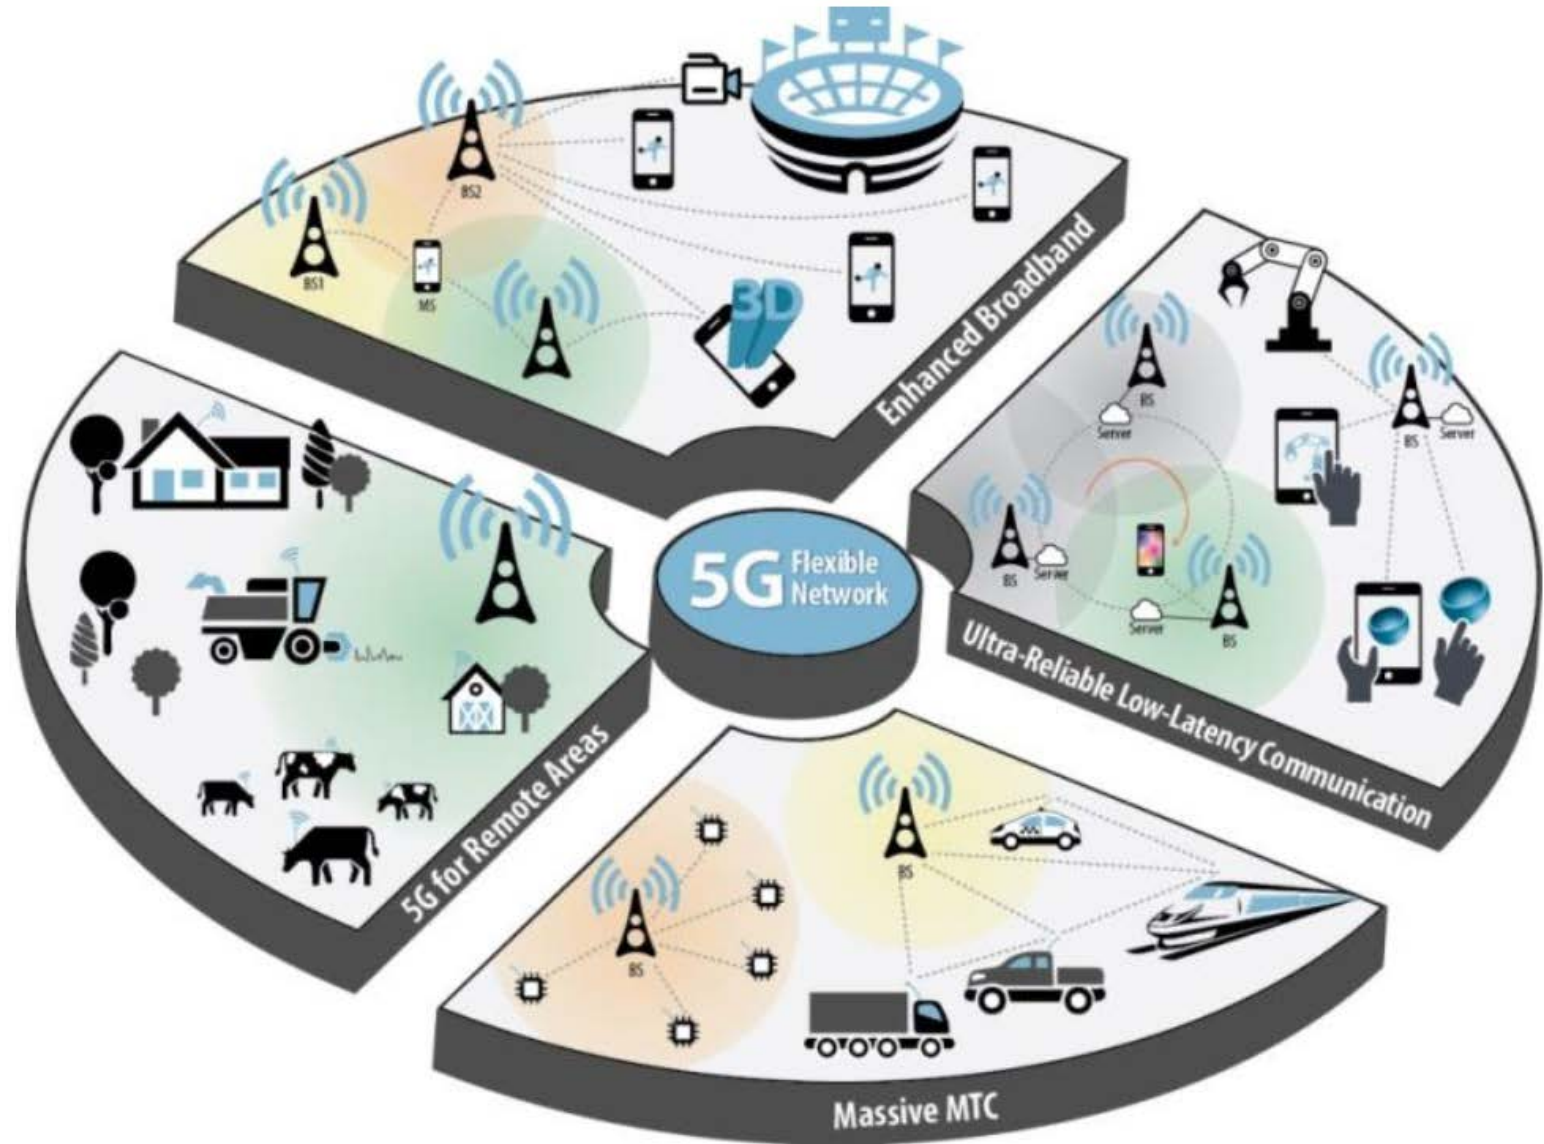 BS2
BS1
MS
3D
Enhanced Broadband
BS
Server
BS
Server
BS
Server
Server
BS
Ultra-Reliable Low-Latency Communication
5G Flexible
Network
5G for Remote Areas
BS
BS
Massive MTC